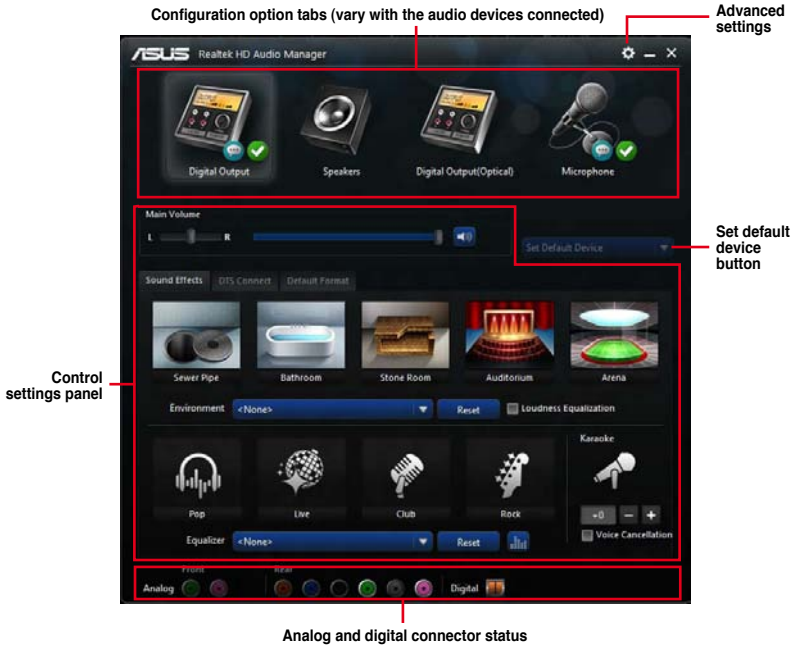 Configuration option tabs (vary with the audio devices connected)
Advanced
settings
ASUS Realtek HD Audio Manager
Digital Output
Speakers
Digital Output(Optical)
Microphone
Main Volume
L R
Set Default Device
Set default
device
button
Sound Effects DTS Connect Default Format
Sewer Pipe
Bathroom
Stone Room
Auditorium
Arena
Control
settings panel
Environment <None> Reset Loudness Equalization
Karaoke
Pop
Live
Club
Rock
+0 − +
Equalizer <None> Reset Voice Cancellation
Front Rear
Analog Digital
Analog and digital connector status